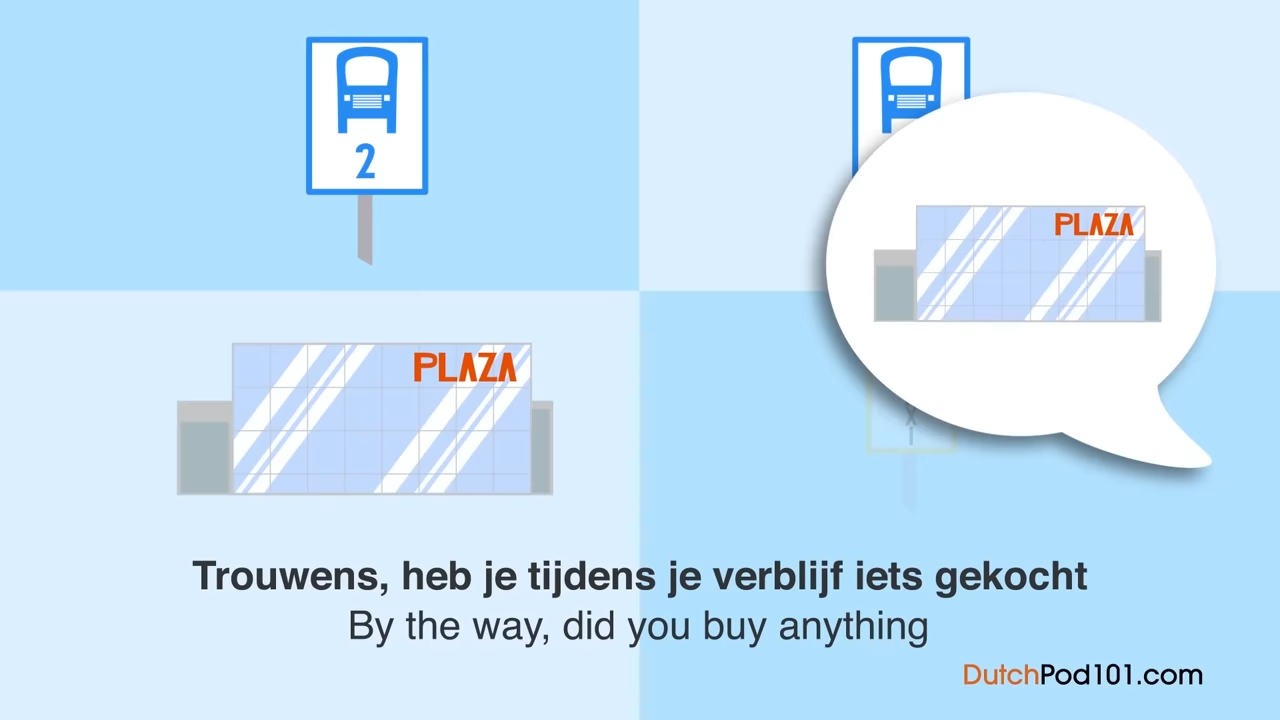 2
PLAZA
PLAZA
Trouwens, heb je tijdens je verblijf iets gekocht
By the way, did you buy anything
DutchPod101.com